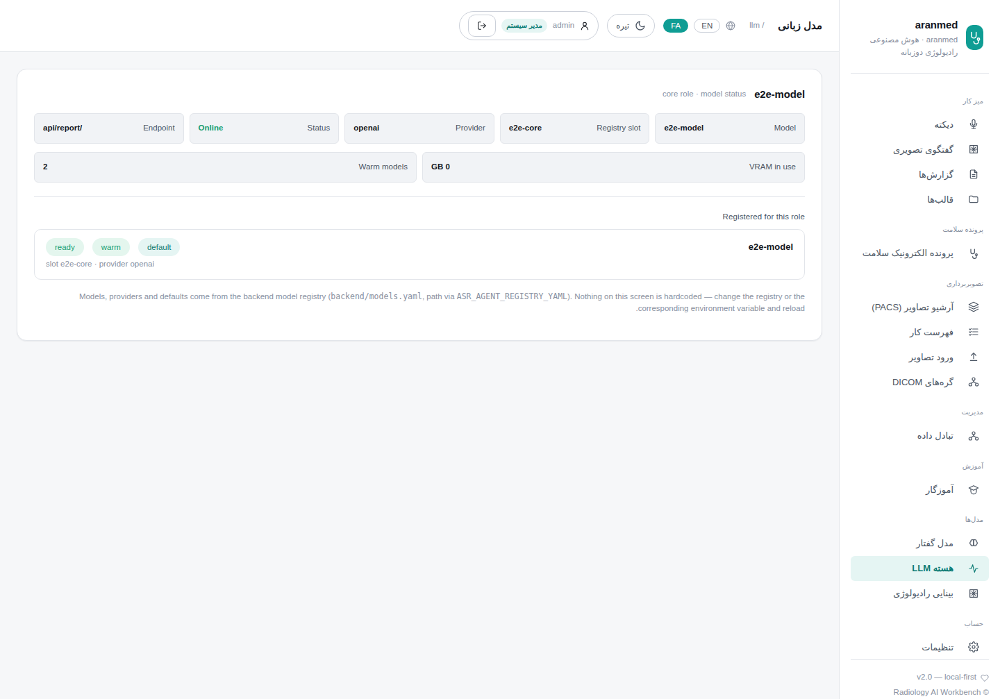 aranmed
aranmed · هوش مصنوعی
رادیولوژی دوزبانه
میز کار
دیکته
گفتگوی تصویری
گزارش‌ها
قالب‌ها
پرونده سلامت
پرونده الکترونیک سلامت
تصویربرداری
آرشیو تصاویر (PACS)
فهرست کار
ورود تصاویر
گره‌های DICOM
مدیریت
تبادل داده
آموزش
آموزگار
مدل‌ها
مدل گفتار
هسته LLM
بینایی رادیولوژی
حساب
تنظیمات
v2.0 — local-first
Radiology AI Workbench ©
مدل زبانی
llm /
EN
FA
تیره
admin
مدیر سیستم
e2e-model
core role · model status
Model
e2e-model
Registry slot
e2e-core
Provider
openai
Status
Online
Endpoint
api/report/
VRAM in use
GB 0
Warm models
2
Registered for this role
e2e-model
ready warm default
slot e2e-core · provider openai
Models, providers and defaults come from the backend model registry (backend/models.yaml, path via ASR_AGENT_REGISTRY_YAML). Nothing on this screen is hardcoded — change the registry or the
.corresponding environment variable and reload